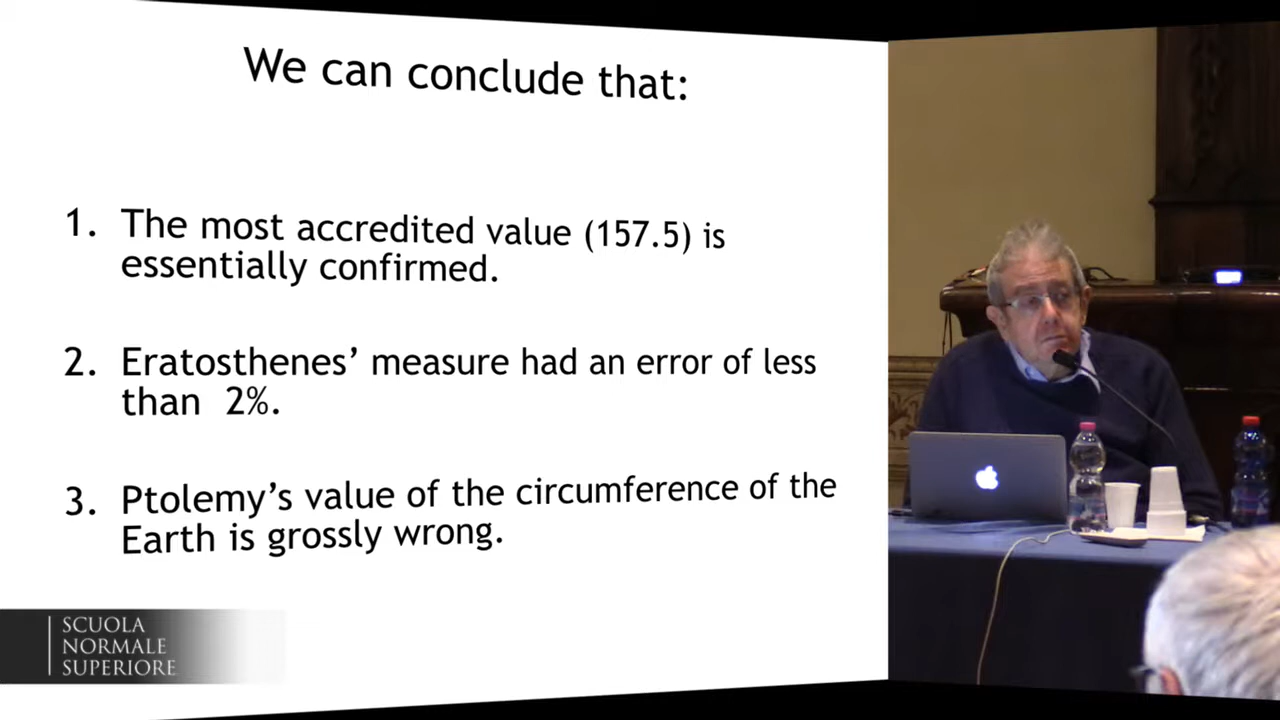 We can conclude that:
1. The most accredited value (157.5) is
essentially confirmed.
2. Eratosthenes’ measure had an error of less
than 2%.
3. Ptolemy’s value of the circumference of the
Earth is grossly wrong.
SCUOLA
NORMALE
SUPERIORE